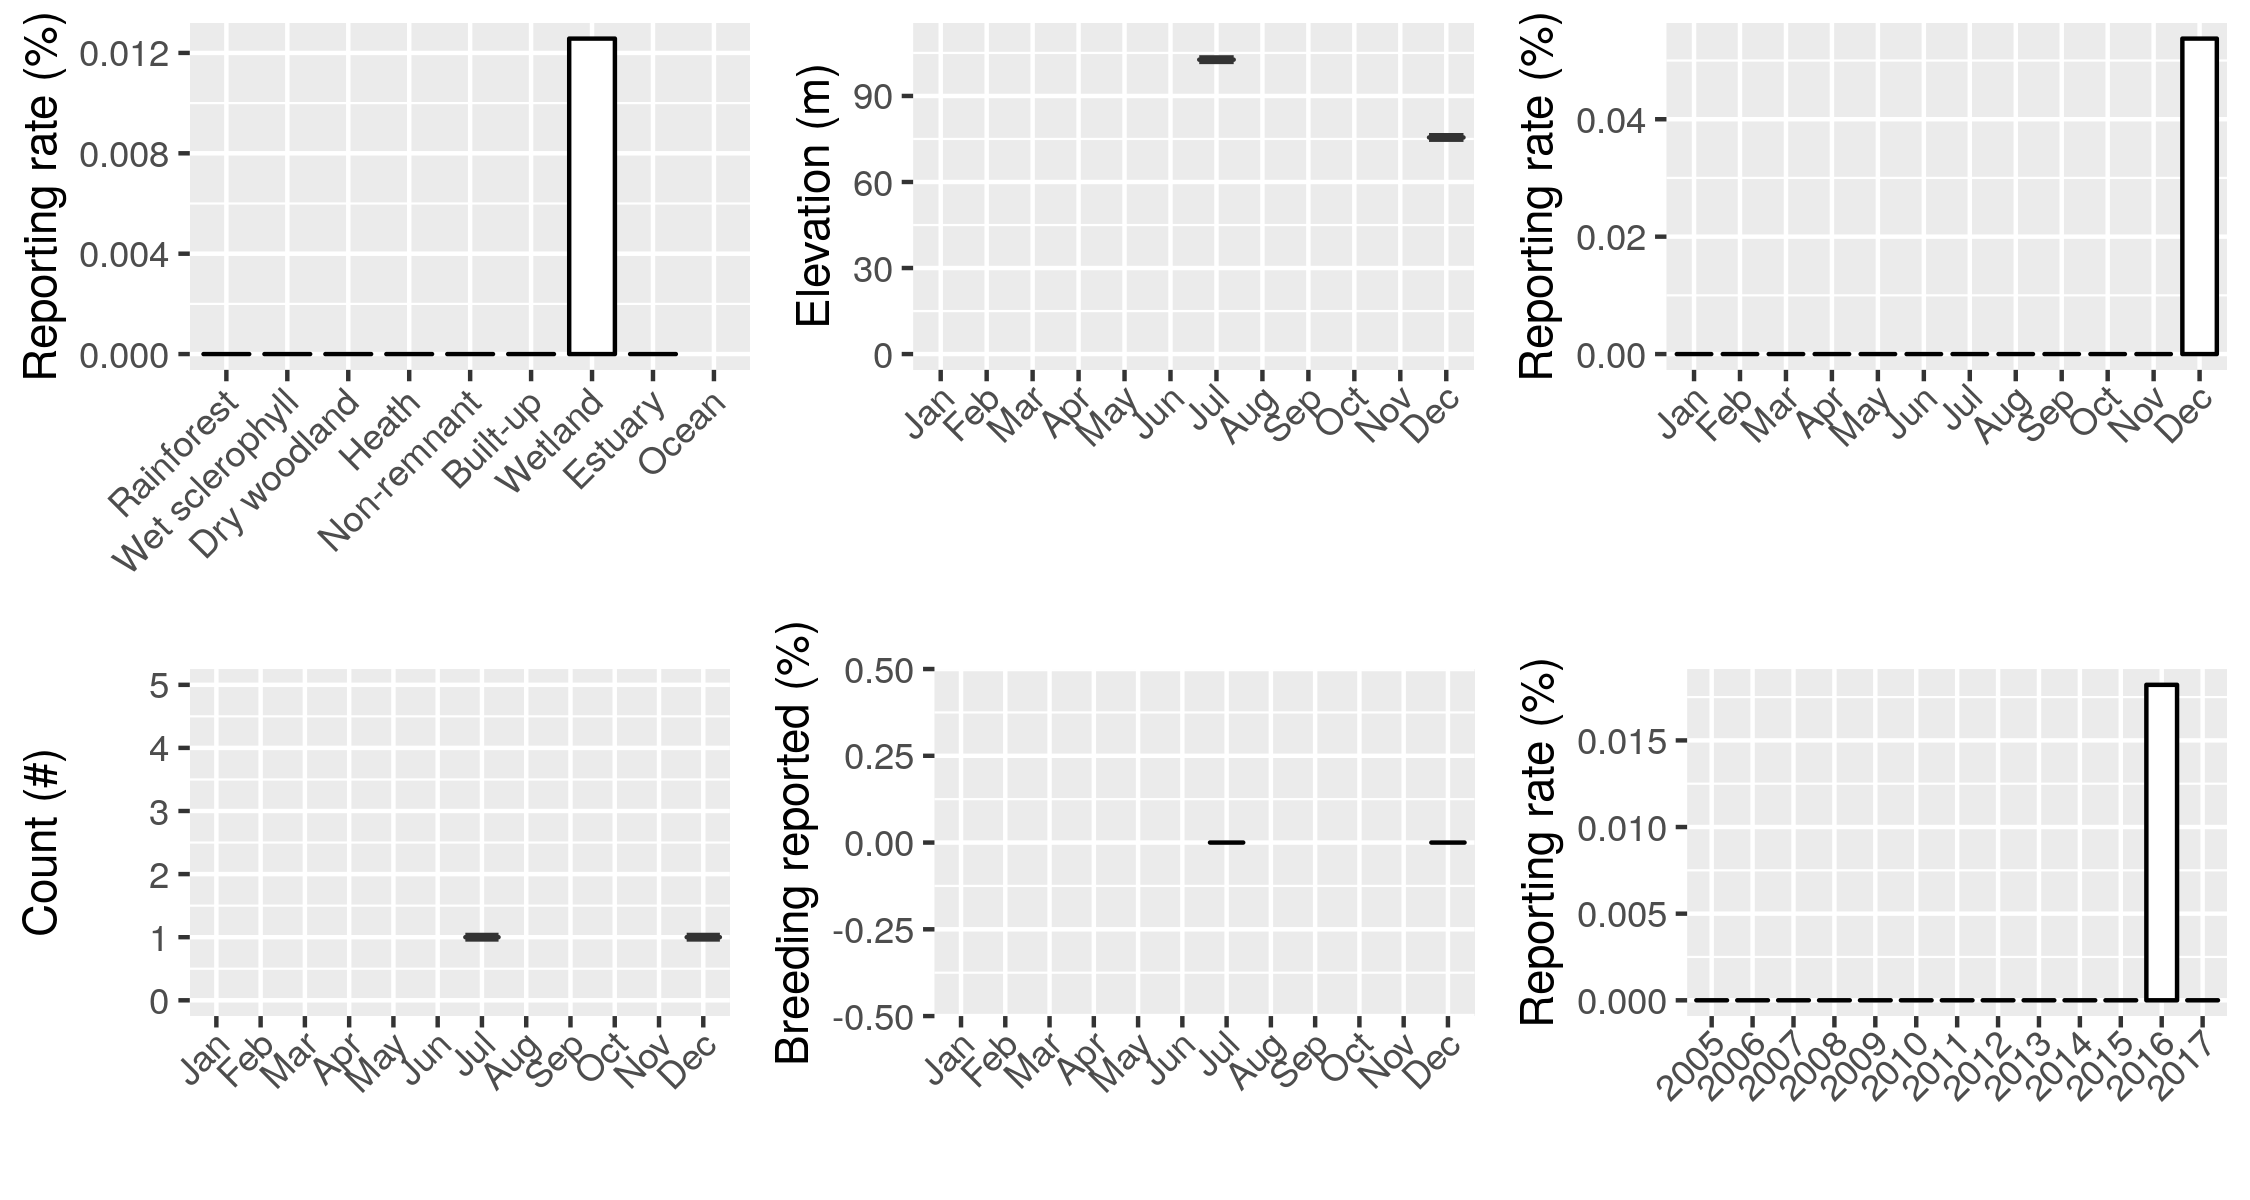 Reporting rate (%)
0.012
0.008
0.004
0.000
Rainforest
Wet sclerophyll
Dry woodland
Heath
Non-remnant
Built-up
Wetland
Estuary
Ocean
Elevation (m)
90
60
30
0
Jan
Feb
Mar
Apr
May
Jun
Jul
Aug
Sep
Oct
Nov
Dec
Reporting rate (%)
0.04
0.02
0.00
Jan
Feb
Mar
Apr
May
Jun
Jul
Aug
Sep
Oct
Nov
Dec
Count (#)
5
4
3
2
1
0
Jan
Feb
Mar
Apr
May
Jun
Jul
Aug
Sep
Oct
Nov
Dec
Breeding reported (%)
0.50
0.25
0.00
-0.25
-0.50
Jan
Feb
Mar
Apr
May
Jun
Jul
Aug
Sep
Oct
Nov
Dec
Reporting rate (%)
0.015
0.010
0.005
0.000
2005
2006
2007
2008
2009
2010
2011
2012
2013
2014
2015
2016
2017